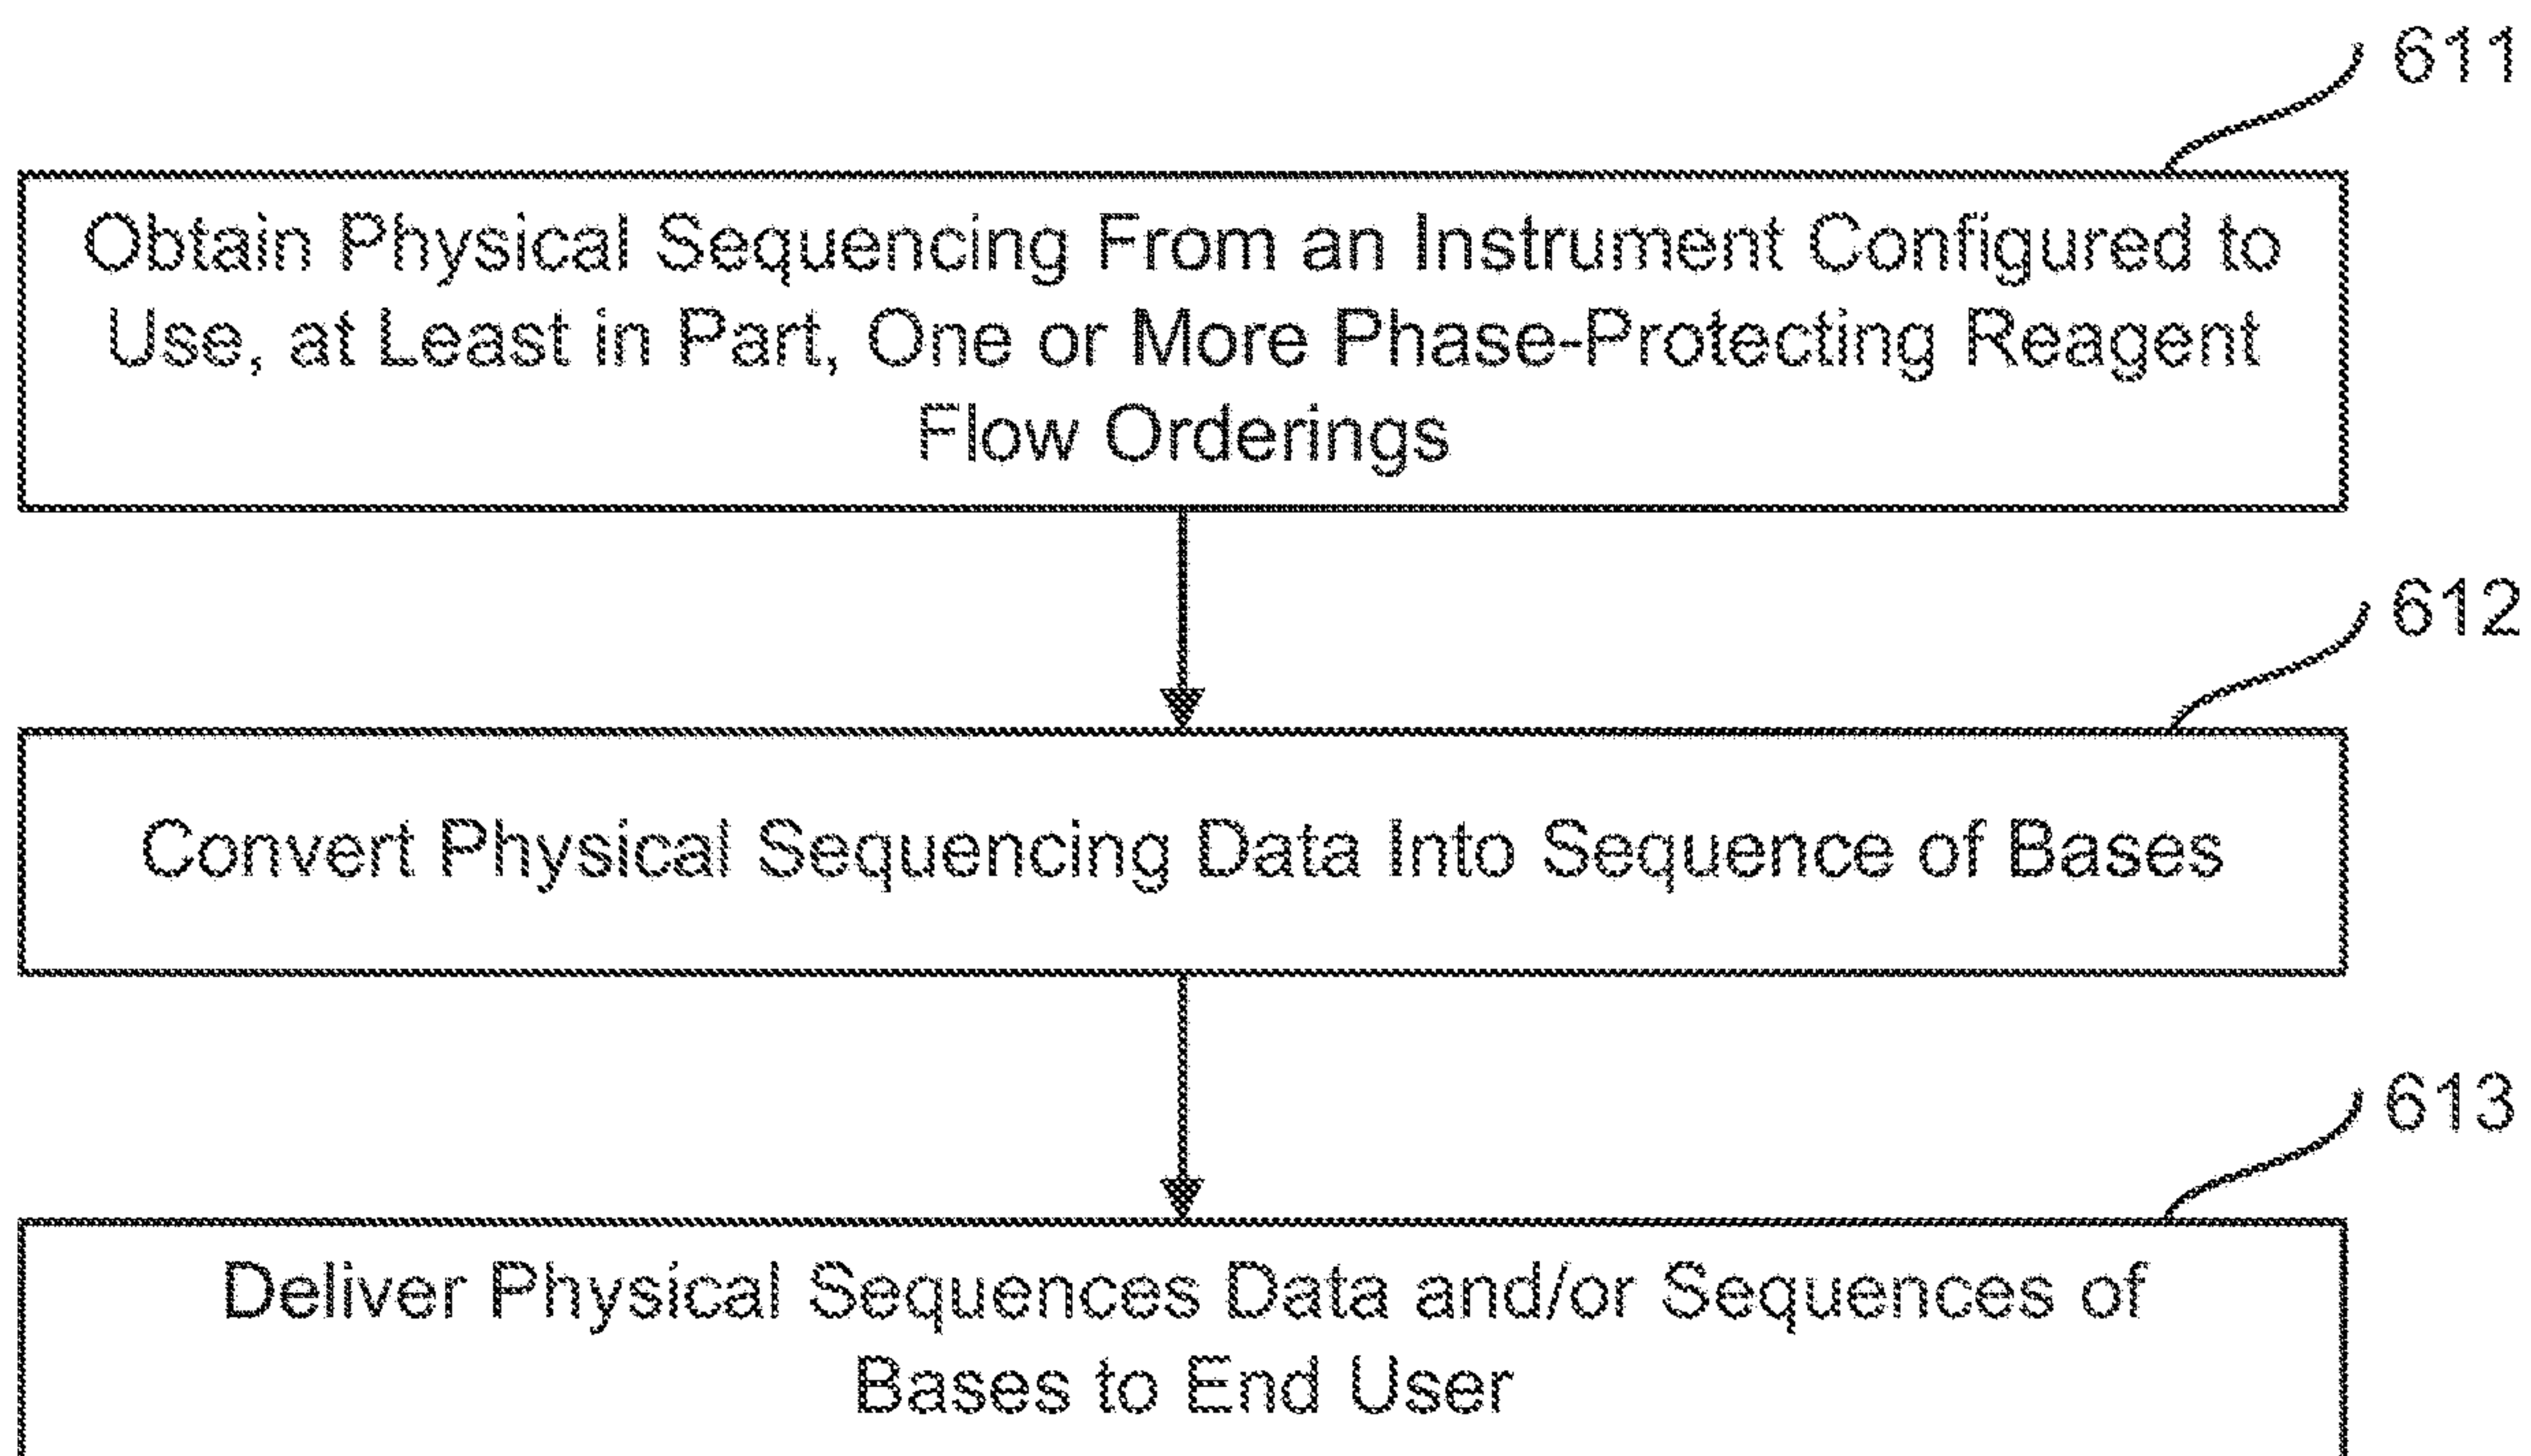 611
Obtain Physical Sequencing From an Instrument Configured to
Use, at Least in Part, One or More Phase-Protecting Reagent
Flow Orderings
612
Convert Physical Sequencing Data Into Sequence of Bases
613
Deliver Physical Sequences Data and/or Sequences of
Bases to End User